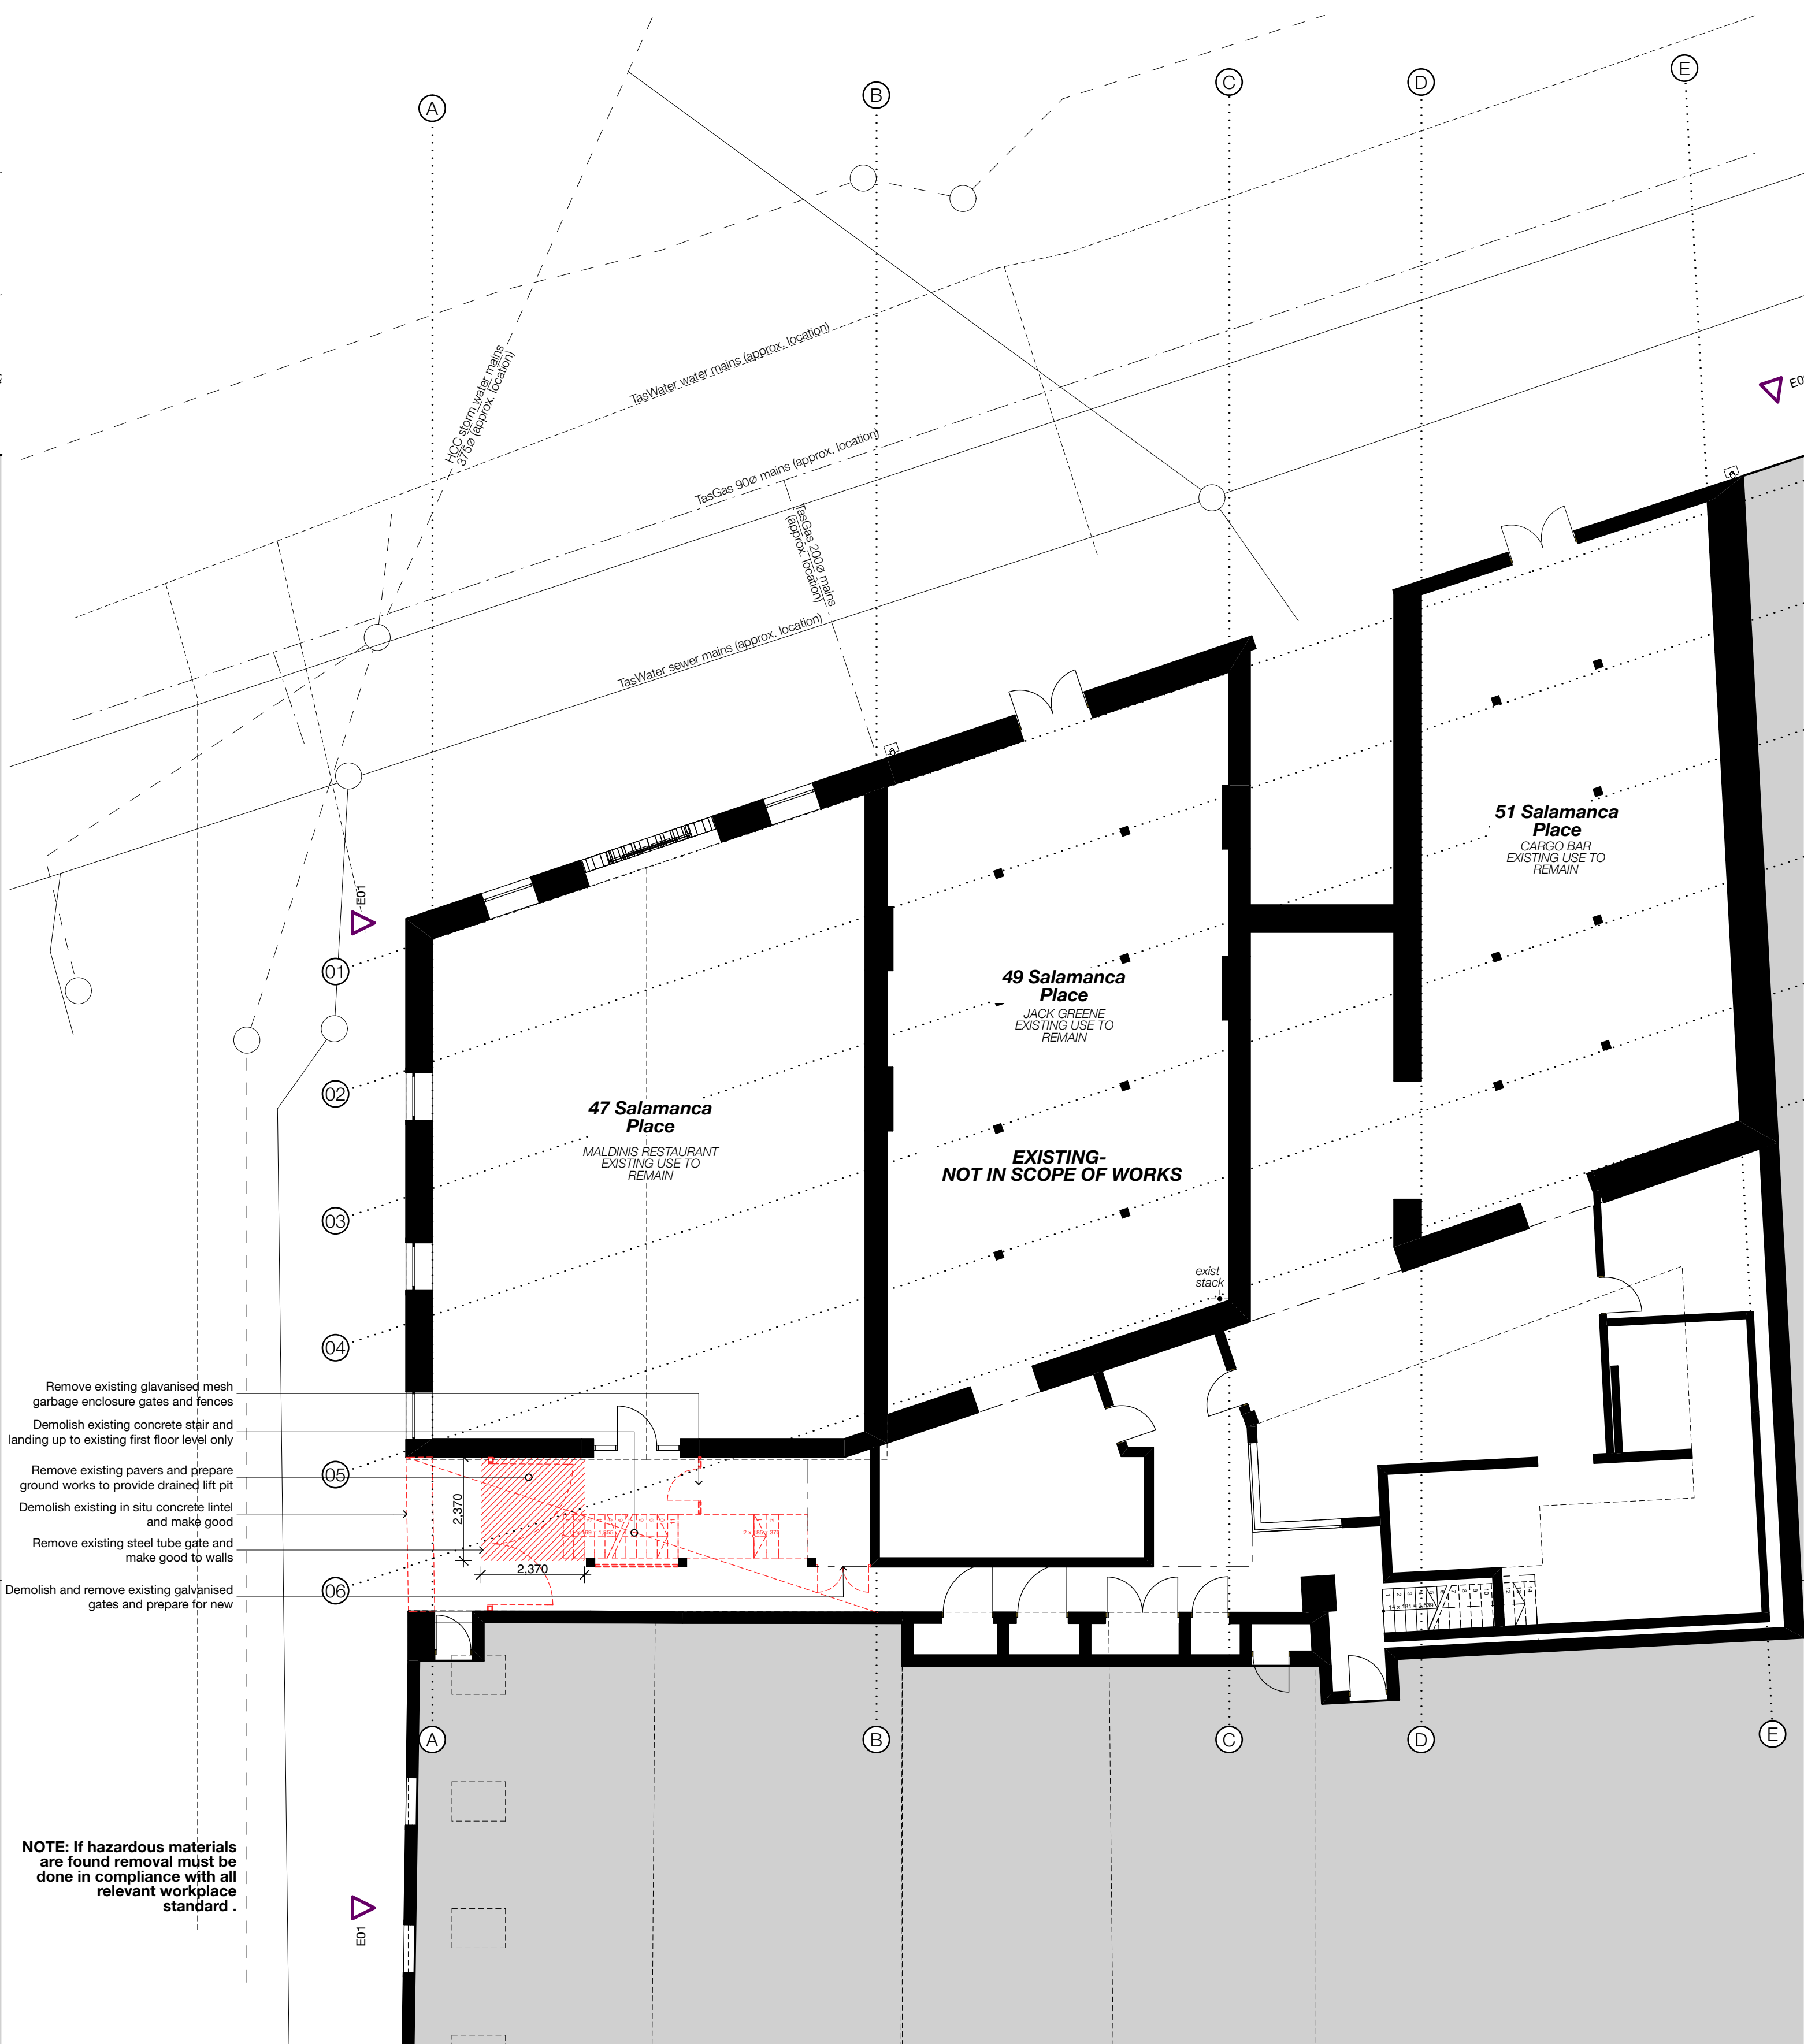 A
B
C
D
E
HCC storm water mains
375ø (approx. location)
TasWater water mains (approx. location)
TasGas 90ø mains (approx. location)
TasGas 200ø mains
(approx. location)
TasWater sewer mains (approx. location)
E01
01
02
03
04
05
06
51 Salamanca
Place
CARGO BAR
EXISTING USE TO
REMAIN
49 Salamanca
Place
JACK GREENE
EXISTING USE TO
REMAIN
47 Salamanca
Place
MALDINIS RESTAURANT
EXISTING USE TO
REMAIN
EXISTING-
NOT IN SCOPE OF WORKS
exist
stack
Remove existing glavanised mesh
garbage enclosure gates and fences
Demolish existing concrete stair and
landing up to existing first floor level only
Remove existing pavers and prepare
ground works to provide drained lift pit
Demolish existing in situ concrete lintel
and make good
Remove existing steel tube gate and
make good to walls
Demolish and remove existing galvanised
gates and prepare for new
2,370
2,370
14 x 181 = 2,539
A
B
C
D
E
NOTE: If hazardous materials
are found removal must be
done in compliance with all
relevant workplace
standard .
E01